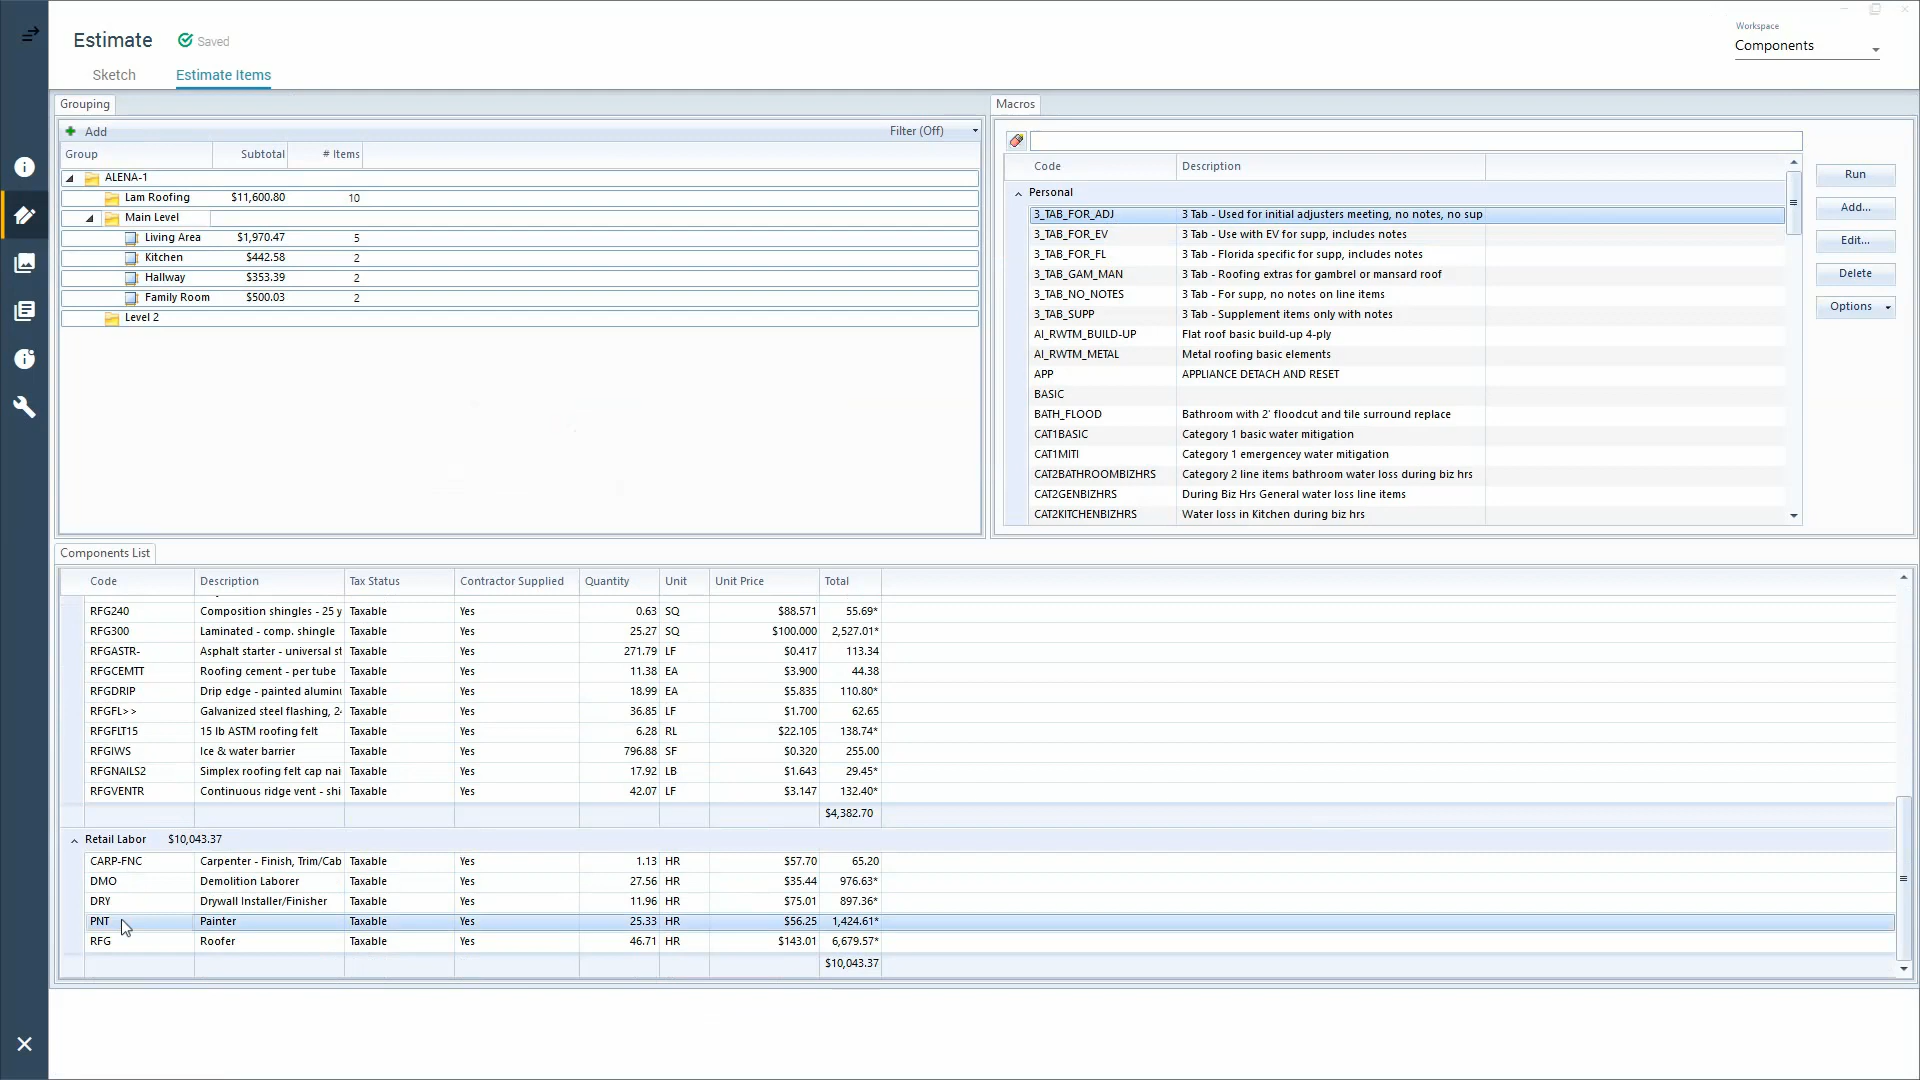 Estimate
Saved
Workspace
Components
Sketch
Estimate Items
Grouping
Add
Filter (Off)
Group Subtotal # Items
ALENA-1
Lam Roofing $11,600.80 10
Main Level
Living Area $1,970.47 5
Kitchen $442.58 2
Hallway $353.39 2
Family Room $500.03 2
Level 2
Macros
Code Description
Personal
3_TAB_FOR_ADJ 3 Tab - Used for initial adjusters meeting, no notes, no sup
3_TAB_FOR_EV 3 Tab - Use with EV for supp, includes notes
3_TAB_FOR_FL 3 Tab - Florida specific for supp, includes notes
3_TAB_GAM_MAN 3 Tab - Roofing extras for gambrel or mansard roof
3_TAB_NO_NOTES 3 Tab - For supp, no notes on line items
3_TAB_SUPP 3 Tab - Supplement items only with notes
AI_RWTM_BUILD-UP Flat roof basic build-up 4-ply
AI_RWTM_METAL Metal roofing basic elements
APP APPLIANCE DETACH AND RESET
BASIC
BATH_FLOOD Bathroom with 2' floodcut and tile surround replace
CAT1BASIC Category 1 basic water mitigation
CAT1MITI Category 1 emergencey water mitigation
CAT2BATHROOMBIZHRS Category 2 line items bathroom water loss during biz hrs
CAT2GENBIZHRS During Biz Hrs General water loss line items
CAT2KITCHENBIZHRS Water loss in Kitchen during biz hrs
Run
Add...
Edit...
Delete
Options
Components List
Code Description Tax Status Contractor Supplied Quantity Unit Unit Price Total
RFG240 Composition shingles - 25 y Taxable Yes 0.63 SQ $88.571 55.69*
RFG300 Laminated - comp. shingle Taxable Yes 25.27 SQ $100.000 2,527.01*
RFGASTR- Asphalt starter - universal st Taxable Yes 271.79 LF $0.417 113.34
RFGCEMTT Roofing cement - per tube Taxable Yes 11.38 EA $3.900 44.38
RFGDRIP Drip edge - painted alumin Taxable Yes 18.99 EA $5.835 110.80*
RFGFL>> Galvanized steel flashing, 2 Taxable Yes 36.85 LF $1.700 62.65
RFGFLT15 15 lb ASTM roofing felt Taxable Yes 6.28 RL $22.105 138.74*
RFGIWS Ice & water barrier Taxable Yes 796.88 SF $0.320 255.00
RFGNAILS2 Simplex roofing felt cap nai Taxable Yes 17.92 LB $1.643 29.45*
RFGVENTR Continuous ridge vent - shi Taxable Yes 42.07 LF $3.147 132.40*
$4,382.70
Retail Labor $10,043.37
CARP-FNC Carpenter - Finish, Trim/Cab Taxable Yes 1.13 HR $57.70 65.20
DMO Demolition Laborer Taxable Yes 27.56 HR $35.44 976.63*
DRY Drywall Installer/Finisher Taxable Yes 11.96 HR $75.01 897.36*
PNT Painter Taxable Yes 25.33 HR $56.25 1,424.61*
RFG Roofer Taxable Yes 46.71 HR $143.01 6,679.57*
$10,043.37